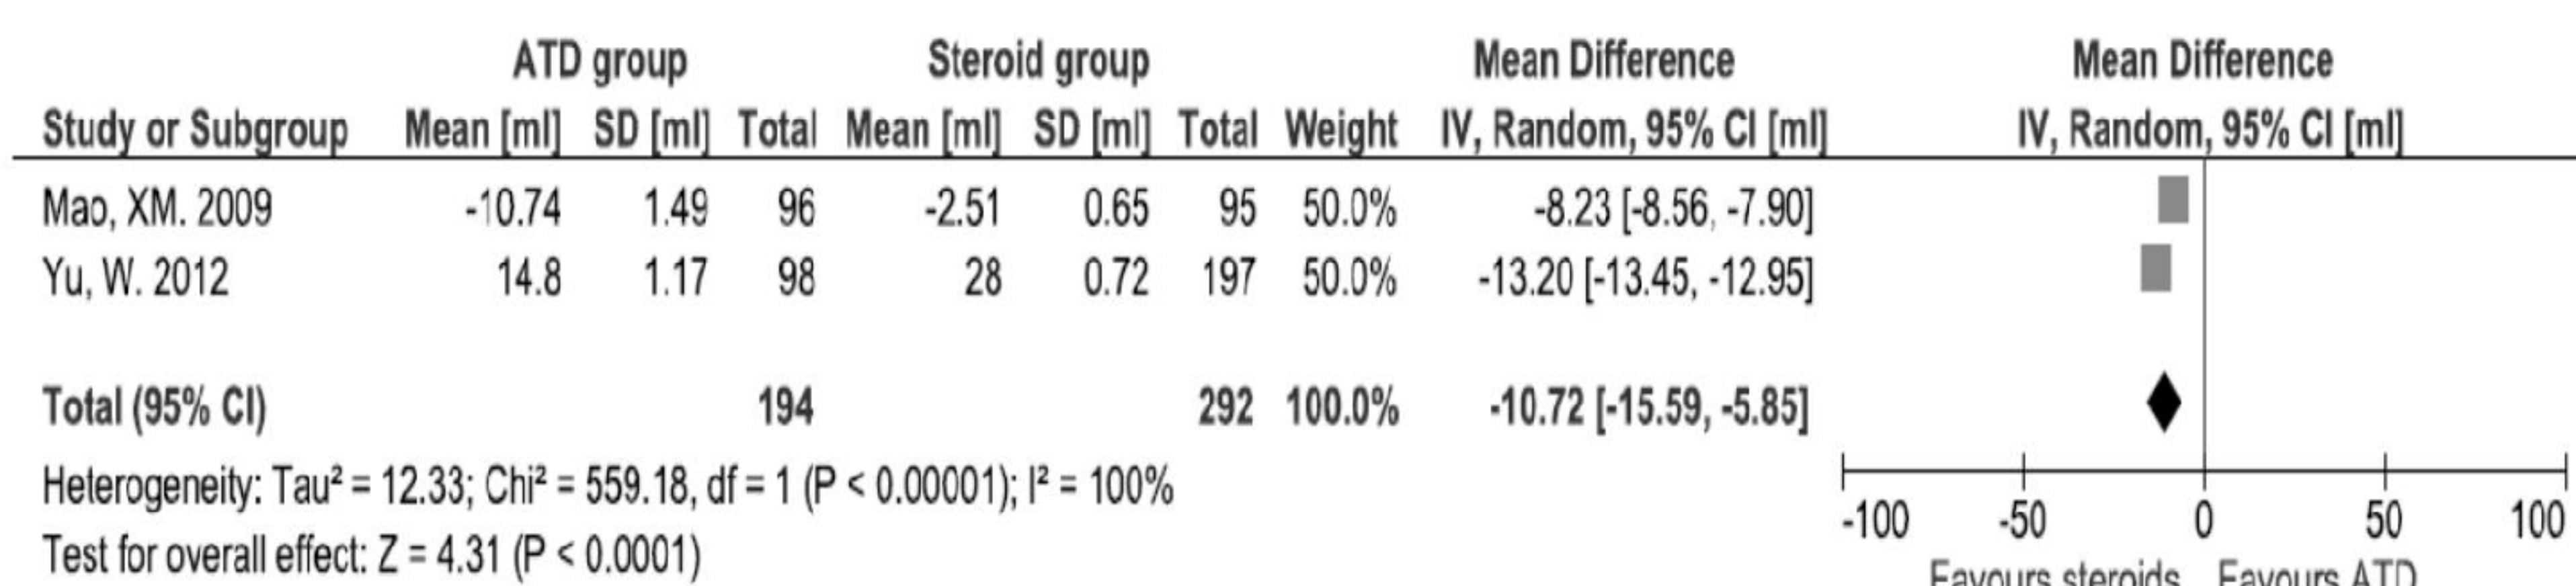 ATD group Steroid group Mean Difference Mean Difference
Study or Subgroup Mean [ml] SD [ml] Total Mean [ml] SD [ml] Total Weight IV, Random, 95% CI [ml] IV, Random, 95% CI [ml]
Mao, XM. 2009 -10.74 1.49 96 -2.51 0.65 95 50.0% -8.23 [-8.56, -7.90]
Yu, W. 2012 14.8 1.17 98 28 0.72 197 50.0% -13.20 [-13.45, -12.95]
Total (95% CI) 194 292 100.0% -10.72 [-15.59, -5.85]
Heterogeneity: Tau² = 12.33; Chi² = 559.18, df = 1 (P < 0.00001); I² = 100%
Test for overall effect: Z = 4.31 (P < 0.0001)
-100 -50 0 50 100
Favours steroids Favours ATD